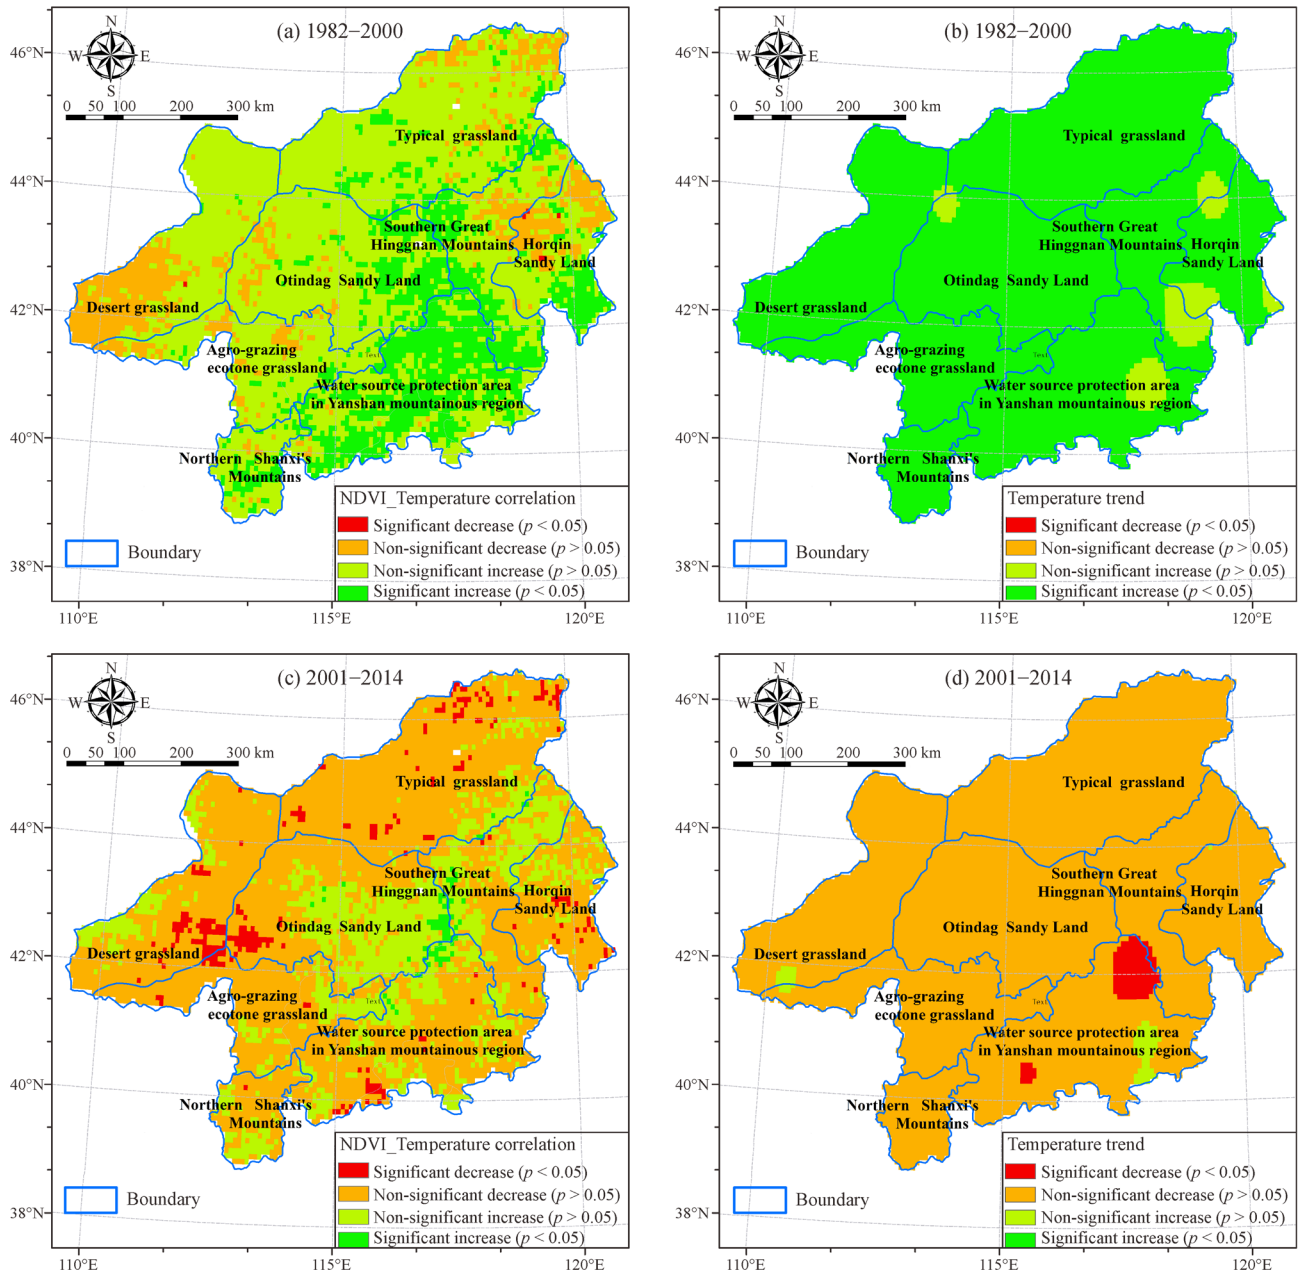 (a) 1982−2000
46°N
N
W
E
S
0 50 100 200 300 km
Typical grassland
44°N
Southern Great
Hinggnan Mountains
Horqin
Sandy Land
Otindag Sandy Land
42°N
Desert grassland
Agro-grazing
ecotone grassland
Text
Water source protection area
in Yanshan mountainous region
40°N
Northern Shanxi's
Mountains
NDVI_Temperature correlation
Significant decrease (p < 0.05)
Non-significant decrease (p > 0.05)
Non-significant increase (p > 0.05)
Significant increase (p < 0.05)
Boundary
38°N
110°E
115°E
120°E
(b) 1982−2000
46°N
N
W
E
S
0 50 100 200 300 km
Typical grassland
44°N
Southern Great
Hinggnan Mountains
Horqin
Sandy Land
Otindag Sandy Land
42°N
Desert grassland
Agro-grazing
ecotone grassland
Text
Water source protection area
in Yanshan mountainous region
40°N
Northern Shanxi's
Mountains
Temperature trend
Significant decrease (p < 0.05)
Non-significant decrease (p > 0.05)
Non-significant increase (p > 0.05)
Significant increase (p < 0.05)
Boundary
38°N
110°E
115°E
120°E
(c) 2001−2014
46°N
N
W
E
S
0 50 100 200 300 km
Typical grassland
44°N
Southern Great
Hinggnan Mountains
Horqin
Sandy Land
Otindag Sandy Land
42°N
Desert grassland
Agro-grazing
ecotone grassland
Text
Water source protection area
in Yanshan mountainous region
40°N
Northern Shanxi's
Mountains
NDVI_Temperature correlation
Significant decrease (p < 0.05)
Non-significant decrease (p > 0.05)
Non-significant increase (p > 0.05)
Significant increase (p < 0.05)
Boundary
38°N
110°E
115°E
120°E
(d) 2001−2014
46°N
N
W
E
S
0 50 100 200 300 km
Typical grassland
44°N
Southern Great
Hinggnan Mountains
Horqin
Sandy Land
Otindag Sandy Land
42°N
Desert grassland
Agro-grazing
ecotone grassland
Text
Water source protection area
in Yanshan mountainous region
40°N
Northern Shanxi's
Mountains
Temperature trend
Significant decrease (p < 0.05)
Non-significant decrease (p > 0.05)
Non-significant increase (p > 0.05)
Significant increase (p < 0.05)
Boundary
38°N
110°E
115°E
120°E